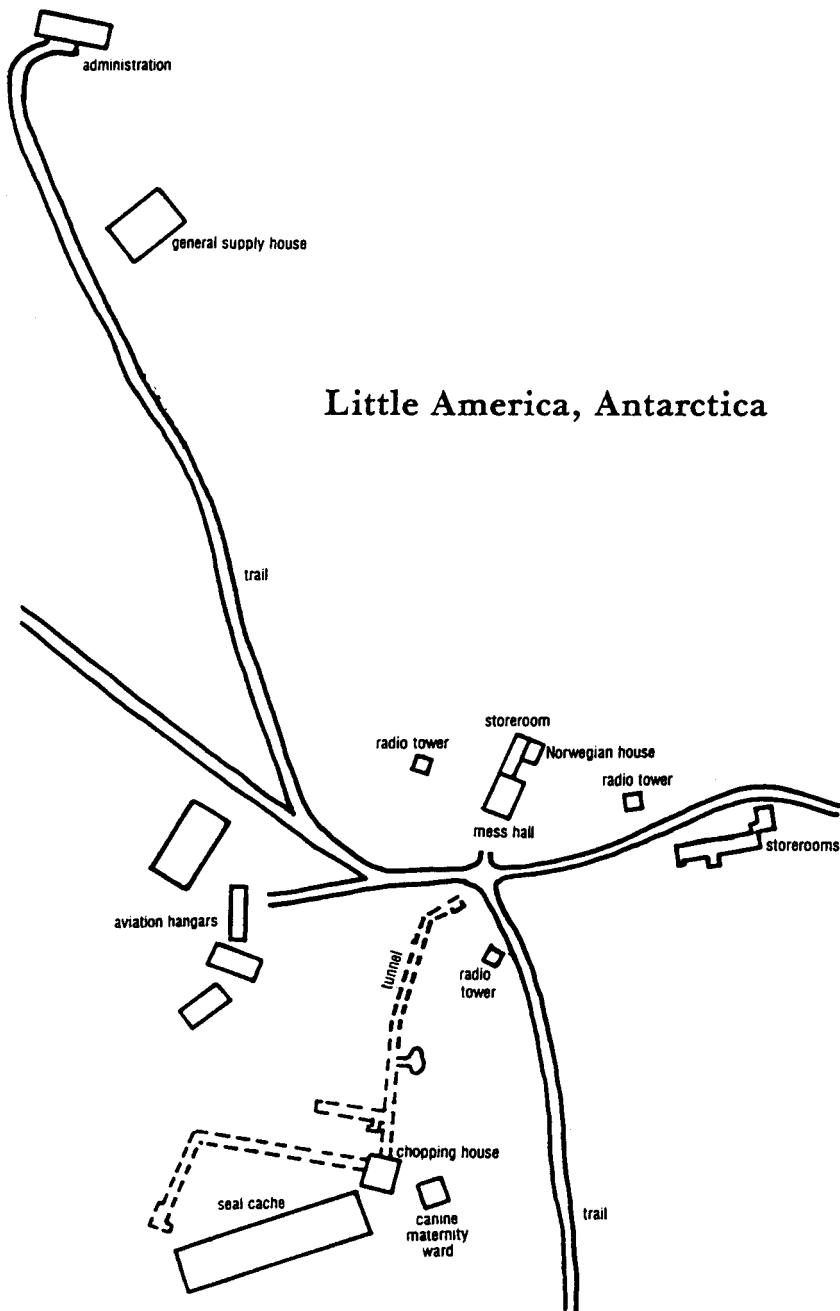 administration
general supply house
Little America, Antarctica
trail
storeroom
radio tower
Norwegian house
radio tower
mess hall
storerooms
aviation hangars
tunnel
radio
tower
chopping house
seal cache
canine
maternity
ward
trail